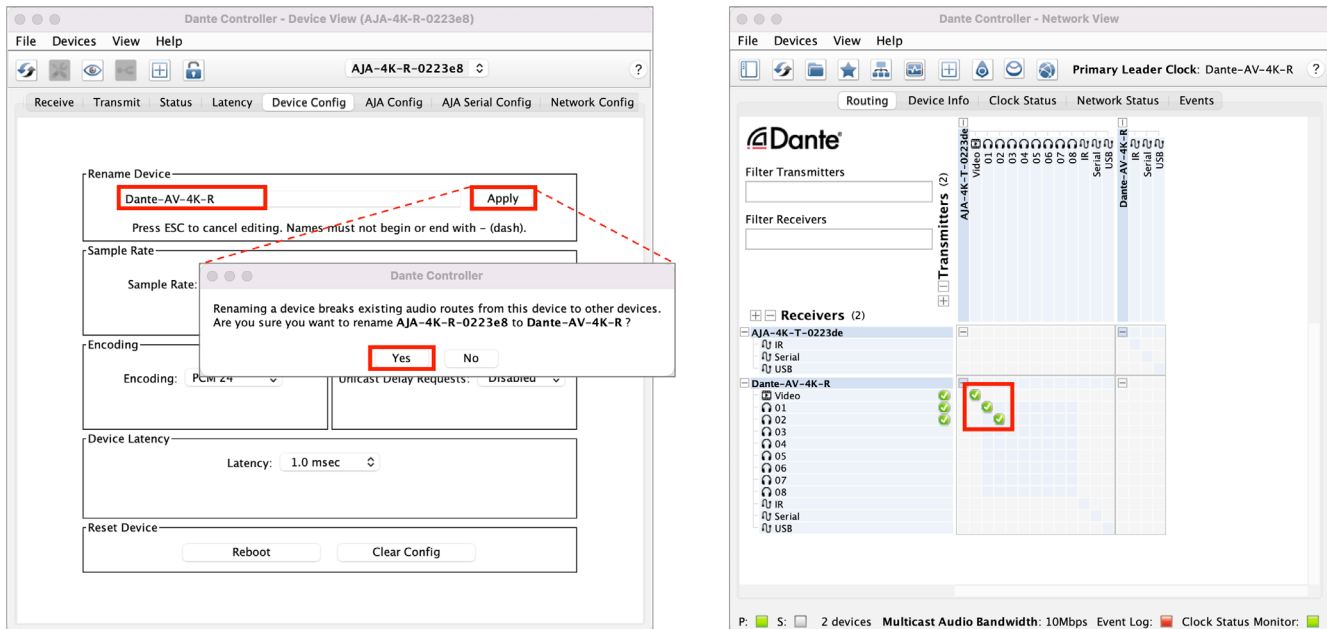 Dante Controller - Device View (AJA-4K-R-0223e8)
File Devices View Help
AJA-4K-R-0223e8
?
Receive Transmit Status Latency Device Config AJA Config AJA Serial Config Network Config
Rename Device
Dante-AV-4K-R
Apply
Press ESC to cancel editing. Names must not begin or end with - (dash).
Sample Rate
Sample Rate:
Dante Controller
Renaming a device breaks existing audio routes from this device to other devices.
Are you sure you want to rename AJA-4K-R-0223e8 to Dante-AV-4K-R ?
Yes No
Encoding
Encoding: PCM 24
Unicast Delay Requests: Disabled
Device Latency
Latency: 1.0 msec
Reset Device
Reboot Clear Config
Dante Controller - Network View
File Devices View Help
Primary Leader Clock: Dante-AV-4K-R ?
Routing Device Info Clock Status Network Status Events
Dante
Filter Transmitters
Filter Receivers
Transmitters (2)
AJA-4K-T-0223de
Video
01
02
03
04
05
06
07
08
IR
Serial
USB
Dante-AV-4K-R
IR
Serial
USB
Receivers (2)
AJA-4K-T-0223de
IR
Serial
USB
Dante-AV-4K-R
Video
01
02
03
04
05
06
07
08
IR
Serial
USB
P: S: 2 devices Multicast Audio Bandwidth: 10Mbps Event Log: Clock Status Monitor: